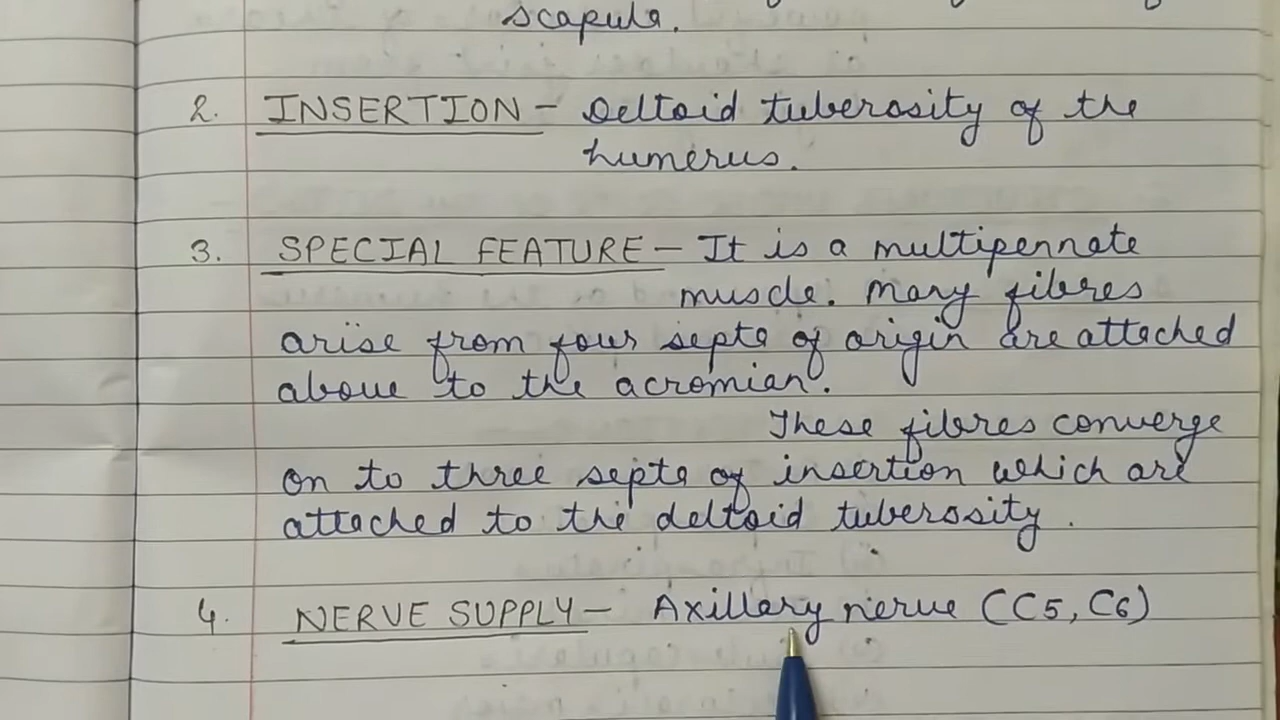 scapula.
2. INSERTION - Deltoid tuberosity of the
humerus.
3. SPECIAL FEATURE - It is a multipennate
muscle. Many fibres
arise from four septa of origin are attached
above to the acromian.
These fibres converge
on to three septa of insertion which are
attached to the deltoid tuberosity.
4. NERVE SUPPLY - Axillary nerve (C5, C6)